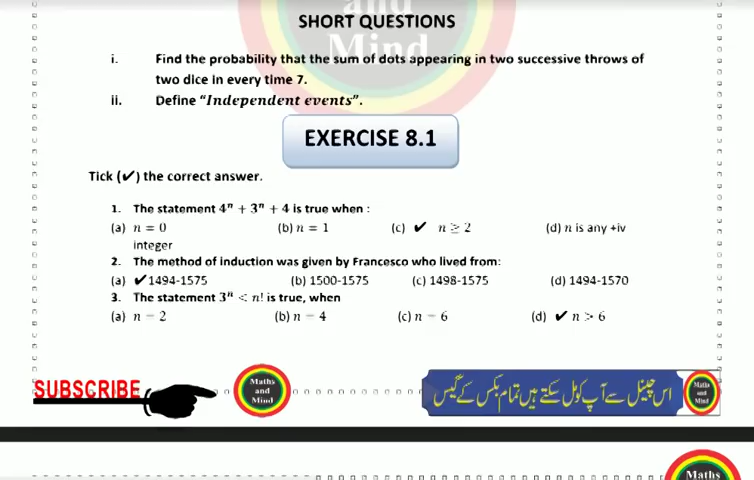 SHORT QUESTIONS
i. Find the probability that the sum of dots appearing in two successive throws of
two dice in every time 7.
ii. Define “Independent events”.
and
Mind
EXERCISE 8.1
Tick (✔) the correct answer.
1. The statement 4ⁿ + 3ⁿ + 4 is true when :
(a) n = 0 (b) n = 1 (c) ✔ n ≥ 2 (d) n is any +iv
integer
2. The method of induction was given by Francesco who lived from:
(a) ✔1494-1575 (b) 1500-1575 (c) 1498-1575 (d) 1494-1570
3. The statement 3ⁿ < n! is true, when
(a) n = 2 (b) n = 4 (c) n = 6 (d) ✔ n > 6
SUBSCRIBE
Maths
and
Mind
اس چینل سے آپ کو مل سکتے ہیں تمام بکس کے گیس
Maths
and
Mind
Maths